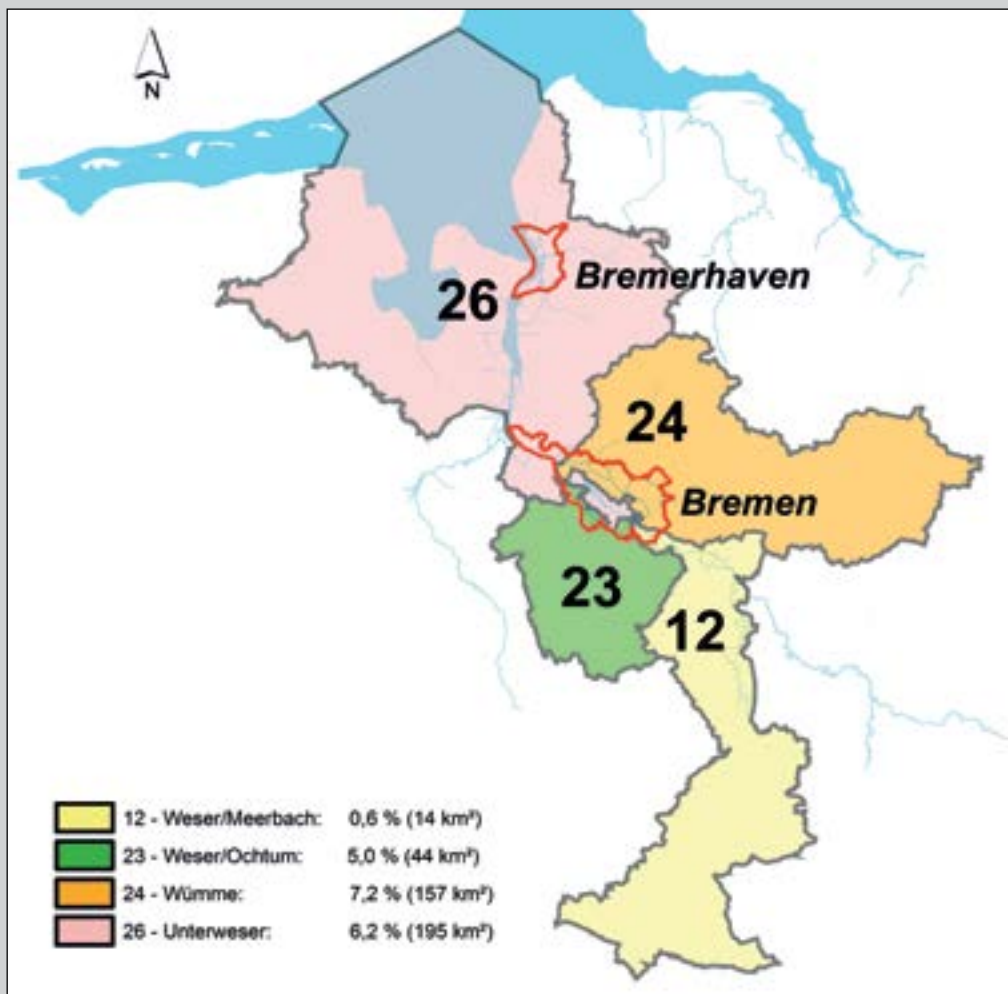 N
26
Bremerhaven
24
Bremen
23
12
12 - Weser/Meerbach: 0,6 % (14 km²)
23 - Weser/Ochtum: 5,0 % (44 km²)
24 - Wümme: 7,2 % (157 km²)
26 - Unterweser: 6,2 % (195 km²)